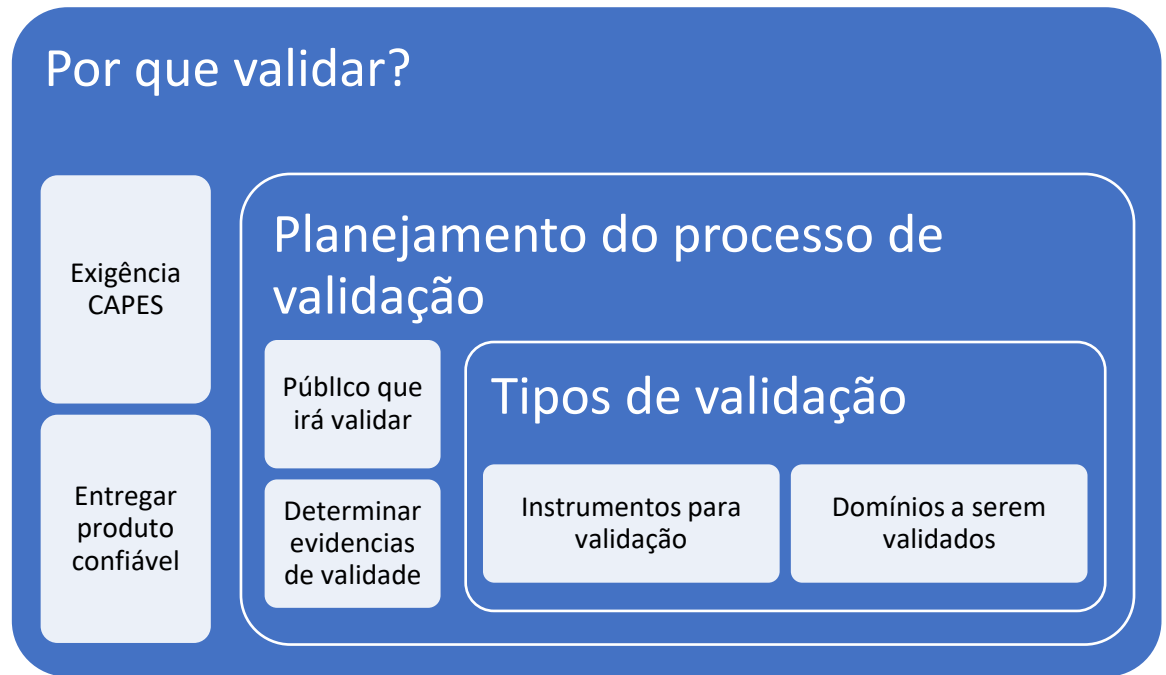 Por que validar?
Exigência
CAPES
Entregar
produto
confiável
Planejamento do processo de
validação
PúblIco que
irá validar
Determinar
evidencias
de validade
Tipos de validação
Instrumentos para
validação
Domínios a serem
validados